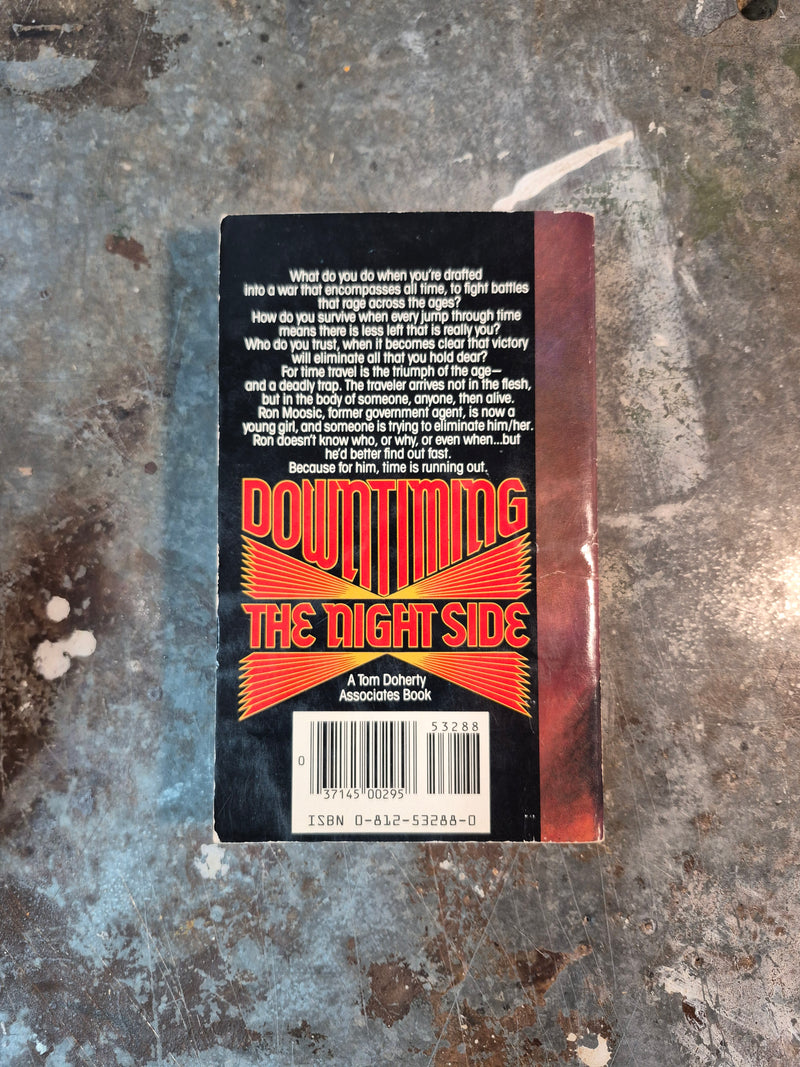 What do you do when you're drafted
into a war that encompasses all time, to fight battles
that rage across the ages?
How do you survive when every jump through time
means there is less left that is really you?
Who do you trust, when it becomes clear that victory
will eliminate all that you hold dear?
For time travel is the triumph of the age—
and a deadly trap. The traveler arrives not in the flesh,
but in the body of someone, anyone, then alive.
Ron Moosic, former government agent, is now a
young girl, and someone is trying to eliminate him/her.
Ron doesn't know who, or why, or even when...but
he'd better find out fast.
Because for him, time is running out.
DOWNTIMING
THE NIGHT SIDE
A Tom Doherty
Associates Book
53288
0
37145 00295
ISBN 0-812-53288-0